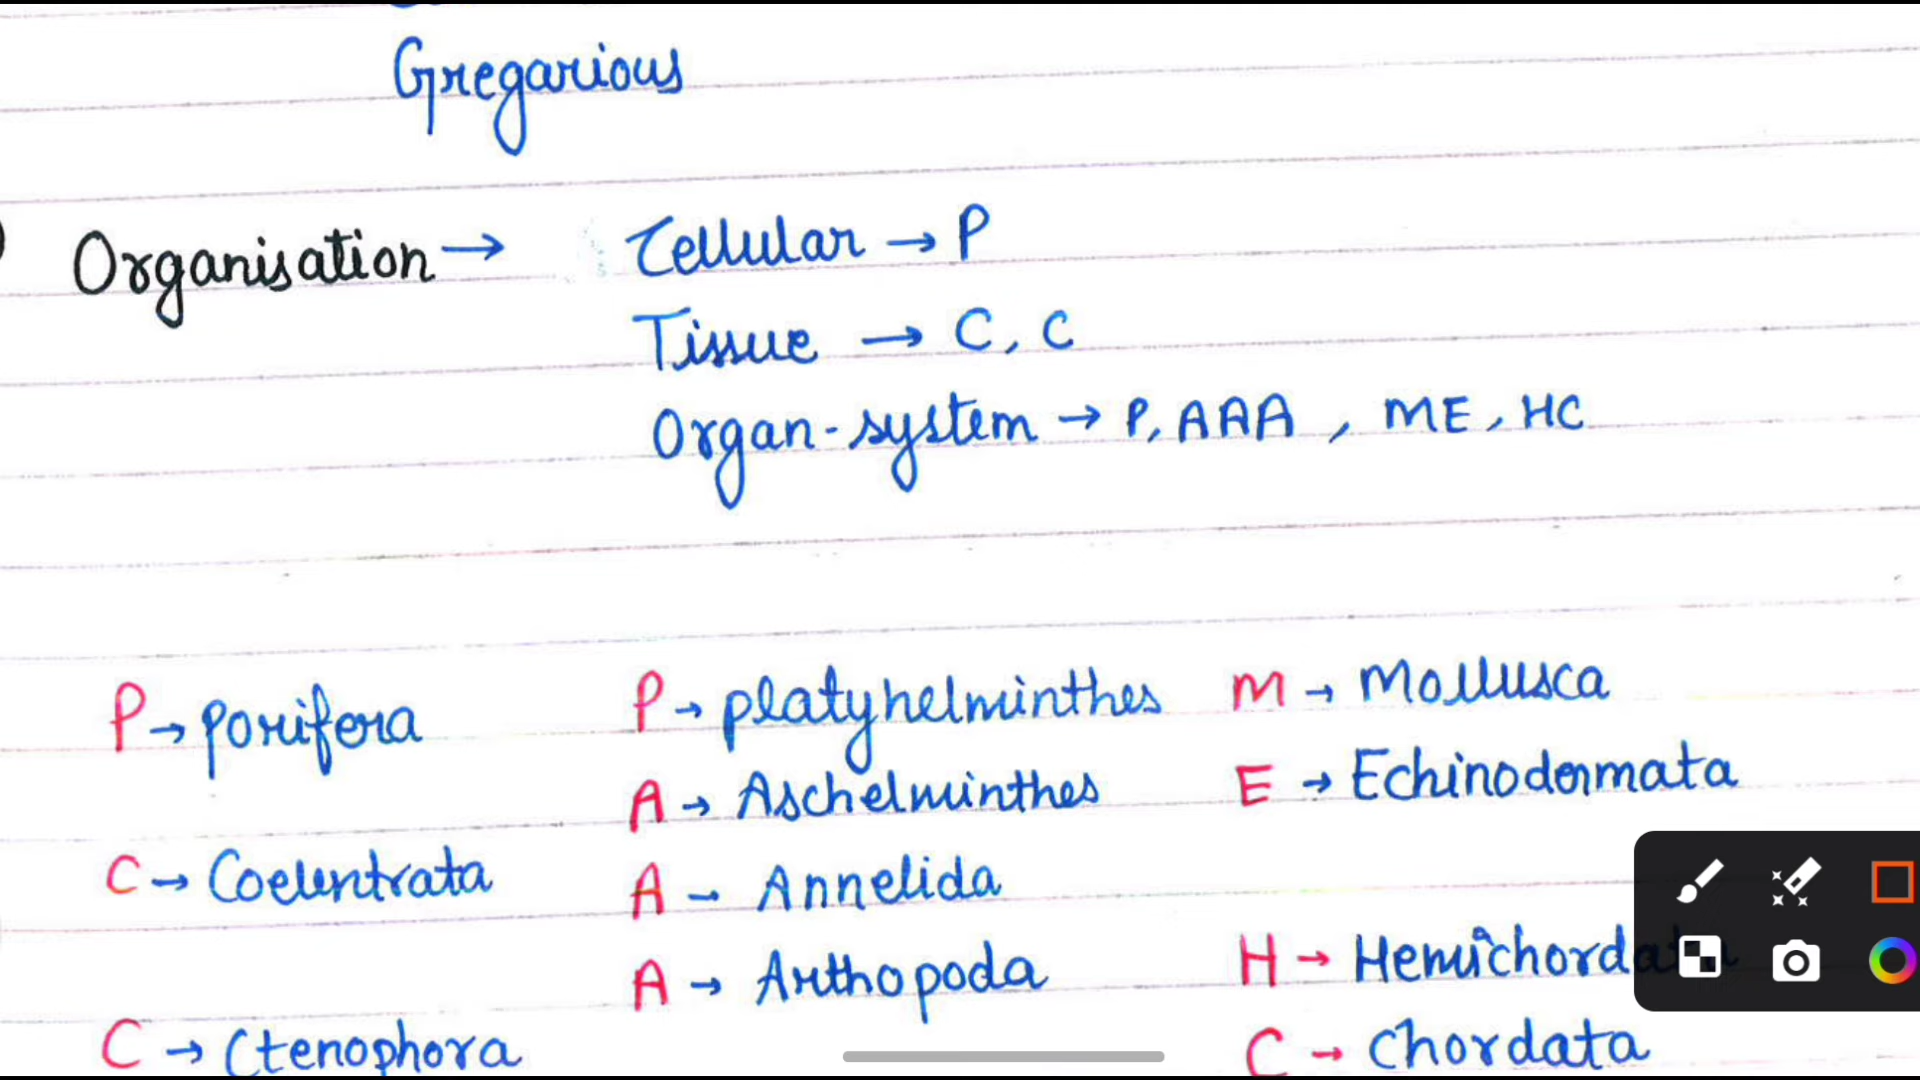 Gregarious
Organisation → Cellular → P
Tissue → C, C
Organ-system → P, AAA, ME, HC
P → porifera
C → Coelentrata
C → Ctenophora
P → platyhelminthes
A → Aschelminthes
A → Annelida
A → Arthopoda
M → Mollusca
E → Echinodermata
H → Hemichordata
C → Chordata